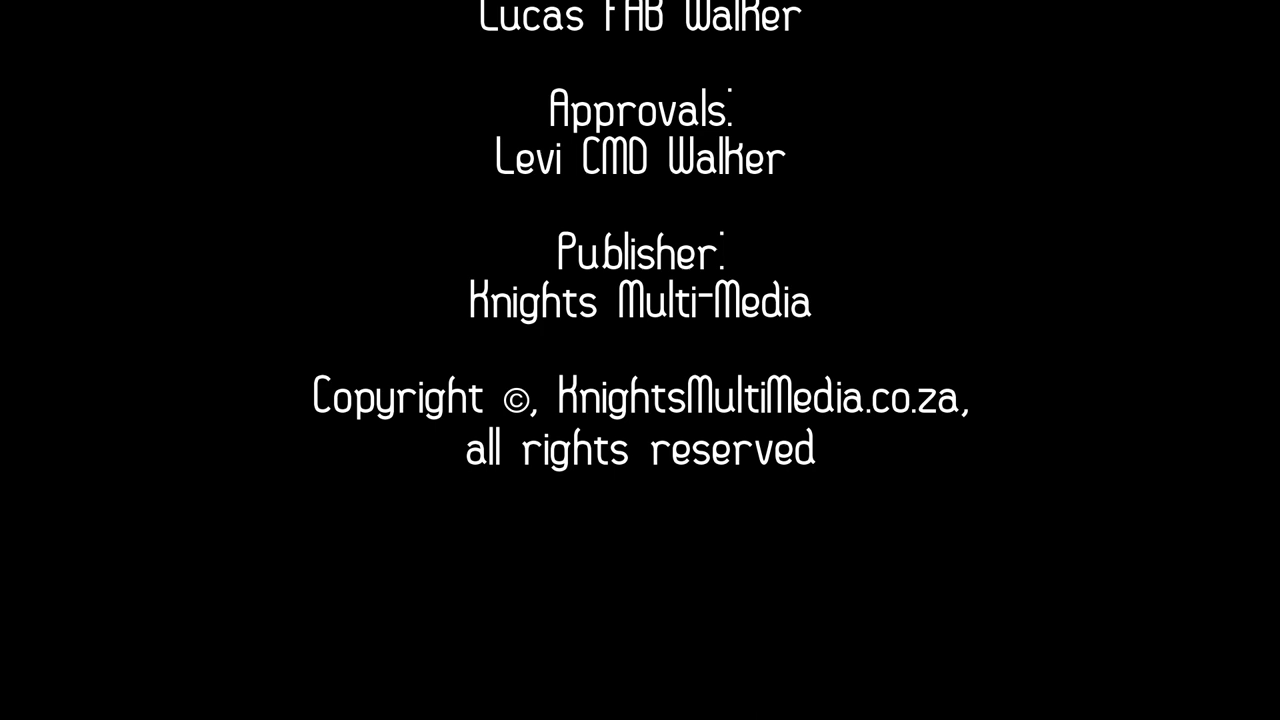 Lucas FAB Walker
Approvals:
Levi CMD Walker
Publisher:
Knights Multi-Media
Copyright ©, KnightsMultiMedia.co.za,
all rights reserved